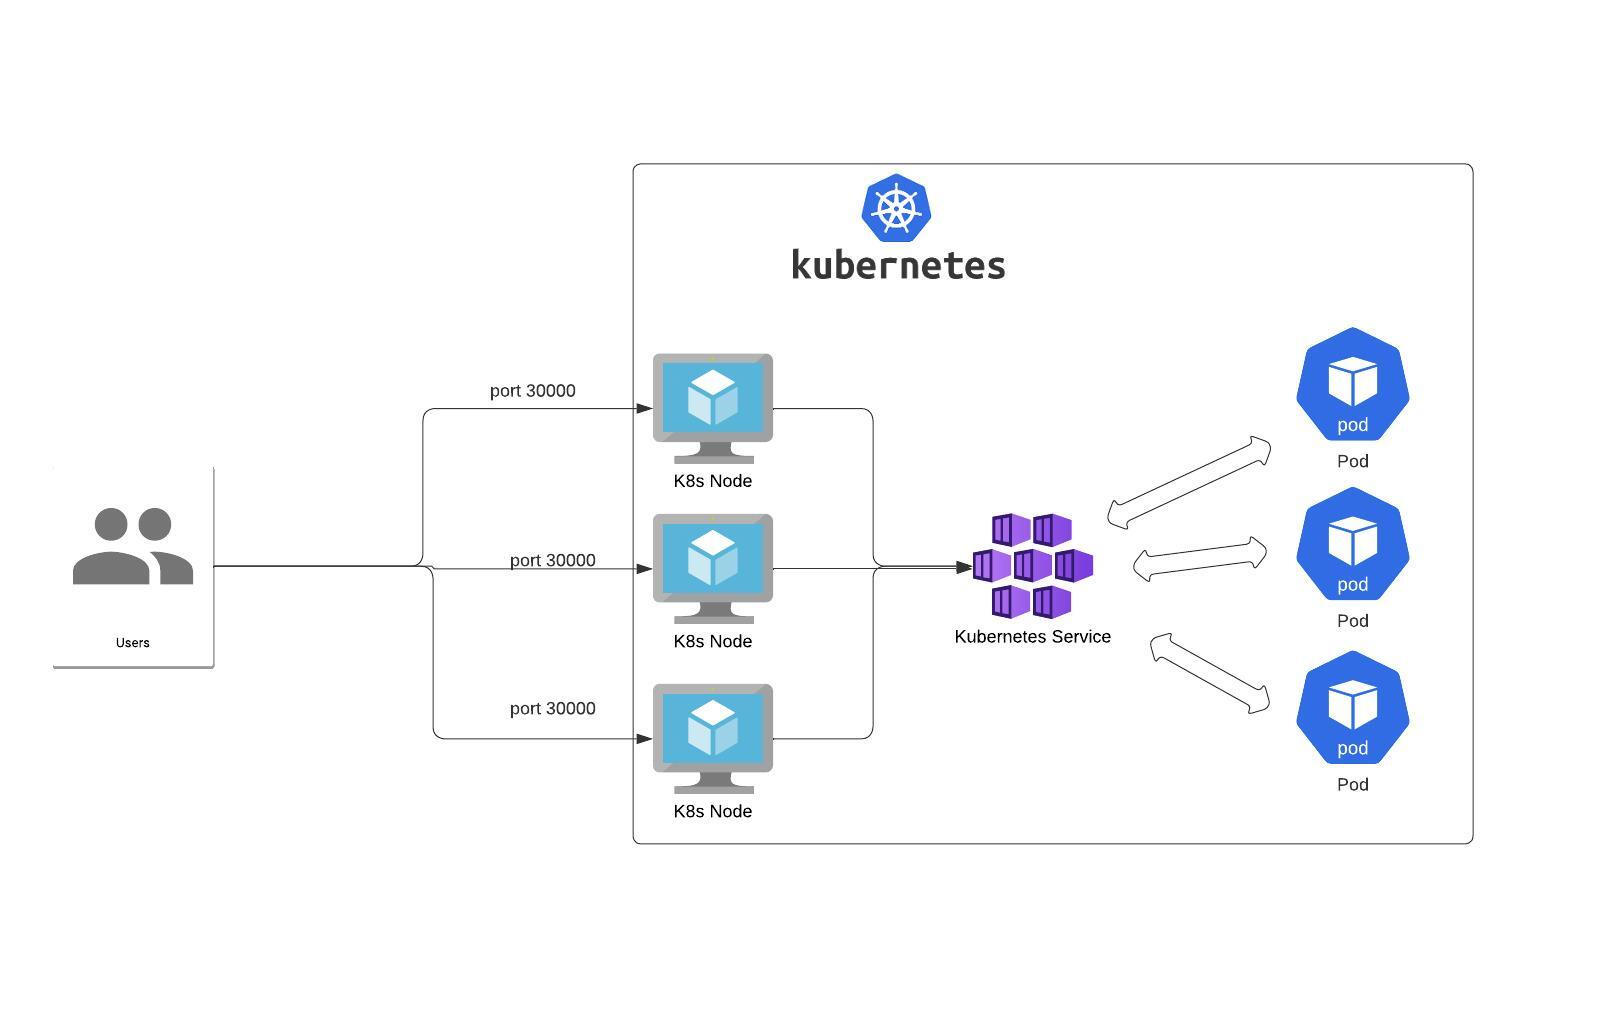 kubernetes
port 30000
pod
Pod
K8s Node
port 30000
pod
Pod
Users
K8s Node
Kubernetes Service
port 30000
pod
Pod
K8s Node